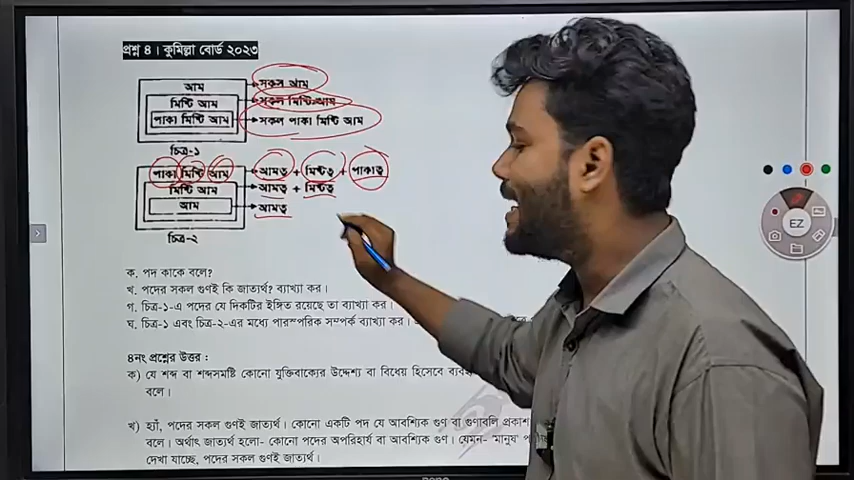 প্রশ্ন ৪। কুমিল্লা বোর্ড ২০২৩
আম
সকল আম
মিষ্টি আম
সকল মিষ্টি আম
পাকা মিষ্টি আম
সকল পাকা মিষ্টি আম
চিত্র-১
পাকা মিষ্টি আম
আমত্ব + মিষ্টত্ব + পাকাত্ব
মিষ্টি আম
আমত্ব + মিষ্টত্ব
আম
আমত্ব
চিত্র-২
EZ
ক. পদ কাকে বলে?
খ. পদের সকল গুণই কি জাত্যর্থ? ব্যাখ্যা কর।
গ. চিত্র-১-এ পদের যে দিকটির ইঙ্গিত রয়েছে তা ব্যাখ্যা কর।
ঘ. চিত্র-১ এবং চিত্র-২-এর মধ্যে পারস্পরিক সম্পর্ক ব্যাখ্যা কর।
৪নং প্রশ্নের উত্তর :
ক) যে শব্দ বা শব্দসমষ্টি কোনো যুক্তিবাক্যের উদ্দেশ্য বা বিধেয় হিসেবে
বলে।
খ) হ্যাঁ, পদের সকল গুণই জাত্যর্থ। কোনো একটি পদ যে আবশ্যিক গুণ বা গুণাবলি প্রকাশ
বলে। অর্থাৎ জাত্যর্থ হলো- কোনো পদের অপরিহার্য বা আবশ্যিক গুণ। যেমন- 'মানুষ'
দেখা যাচ্ছে, পদের সকল গুণই জাত্যর্থ।